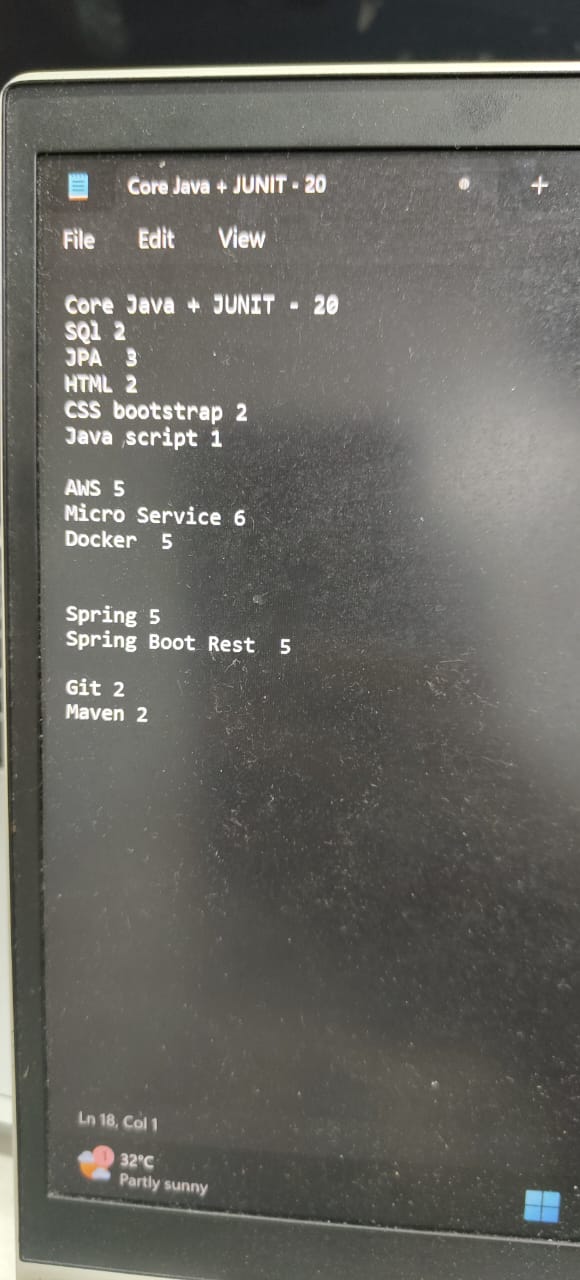 Core Java + JUNIT - 20
File Edit View
Core Java + JUNIT - 20
SQl 2
JPA  3
HTML 2
CSS bootstrap 2
Java script 1
AWS 5
Micro Service 6
Docker  5
Spring 5
Spring Boot Rest  5
Git 2
Maven 2
Ln 18, Col 1
1
32°C
Partly sunny